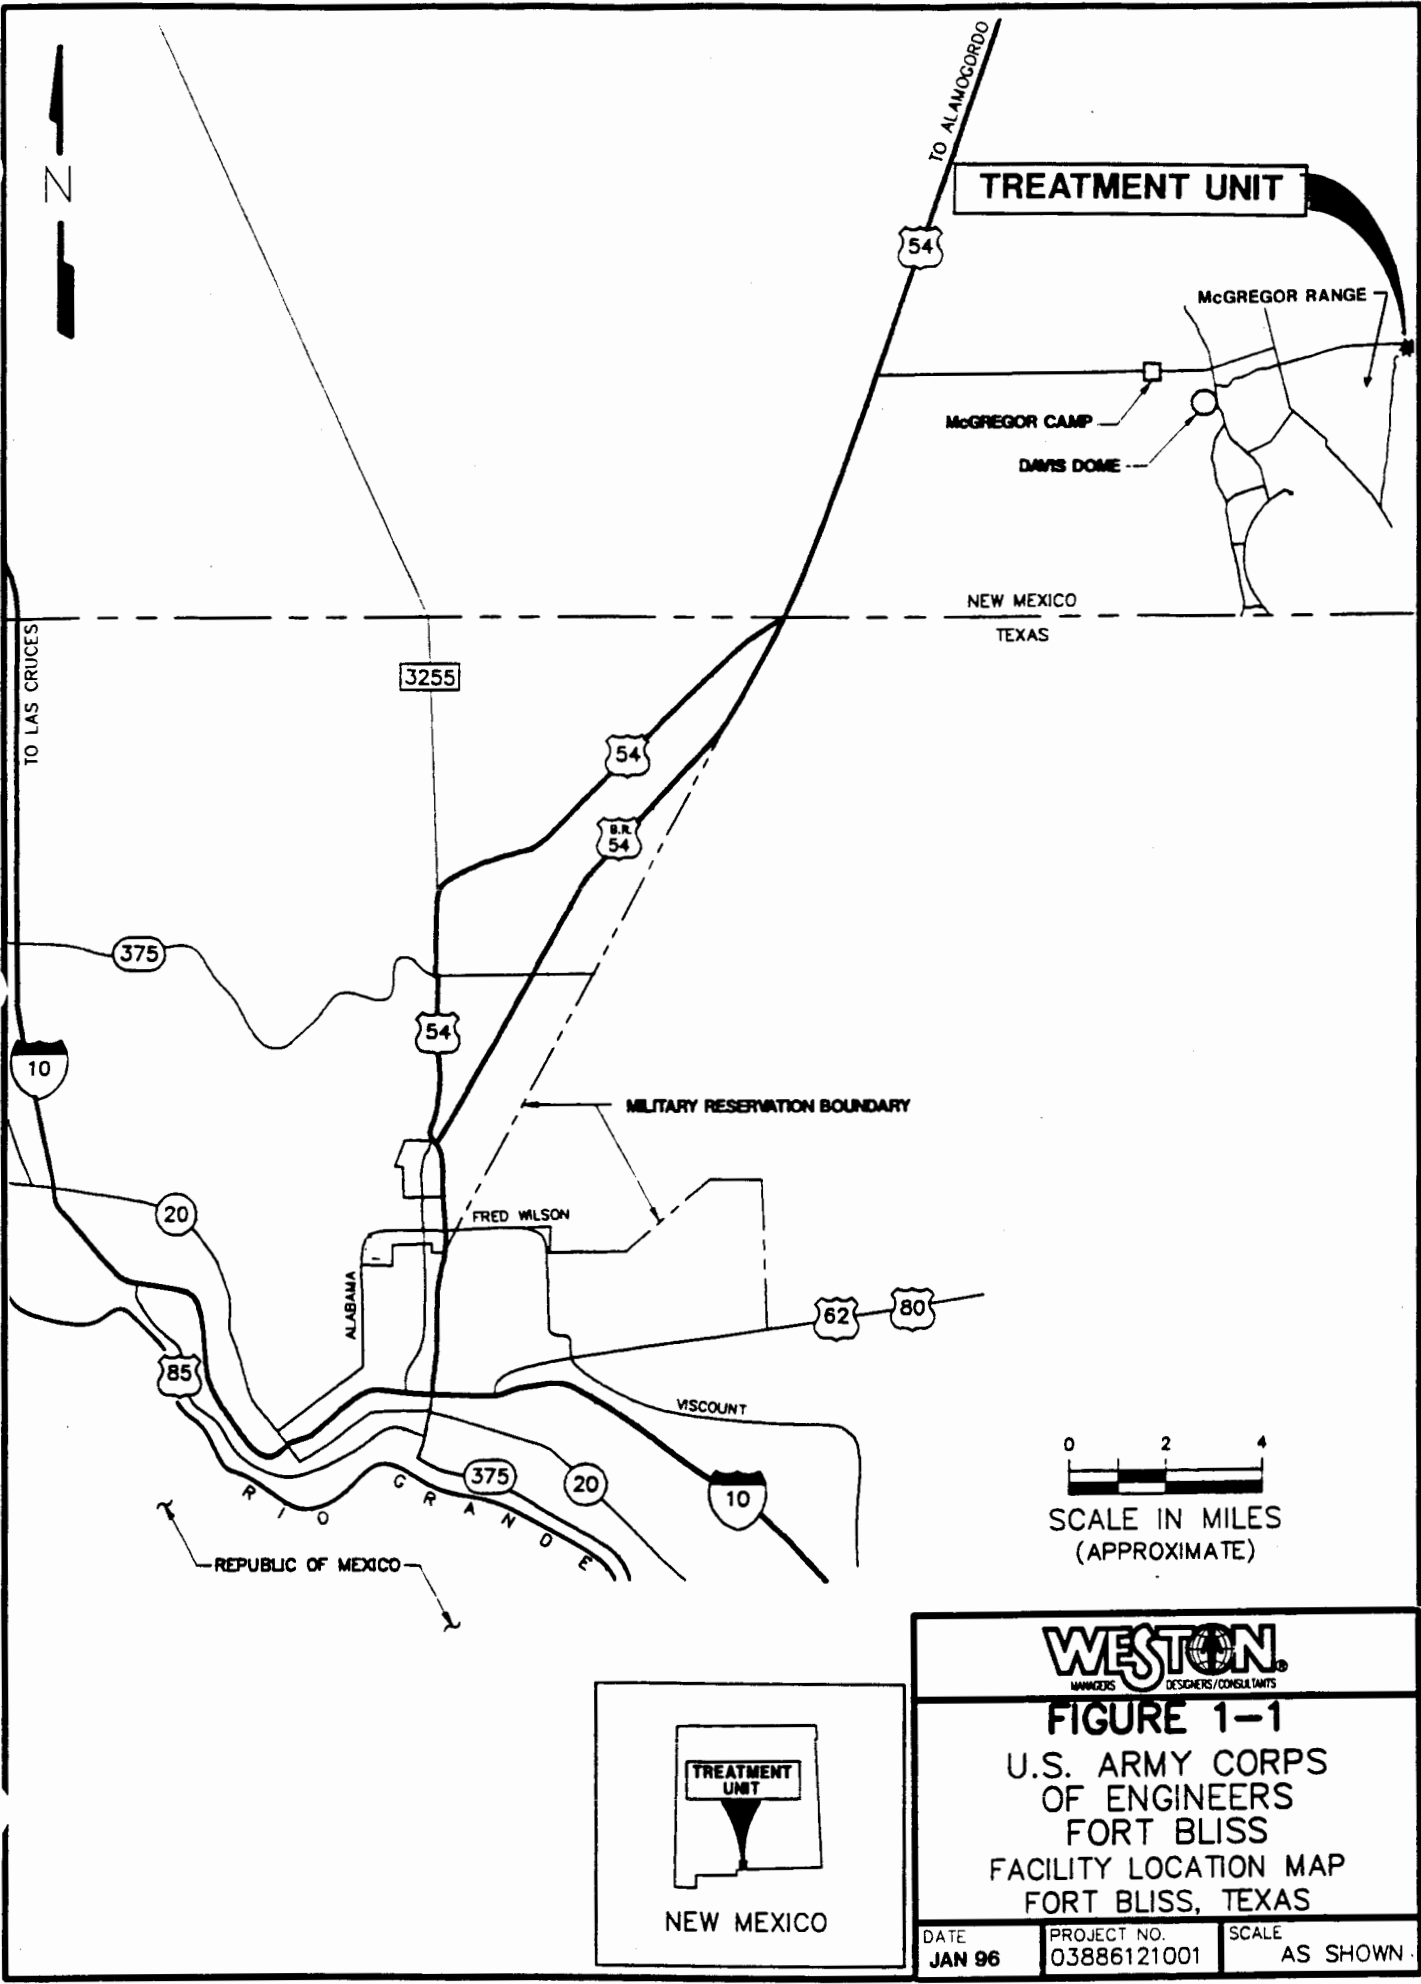 TO ALAMOGORDO
N
TREATMENT UNIT
54
McGREGOR RANGE
McGREGOR CAMP
DAVIS DOME
NEW MEXICO
TEXAS
TO LAS CRUCES
3255
54
B.R.
54
375
54
10
MILITARY RESERVATION BOUNDARY
20
FRED WILSON
ALABAMA
62
80
85
VISCOUNT
375
20
10
RIO GRANDE
REPUBLIC OF MEXICO
0 2 4
SCALE IN MILES
(APPROXIMATE)
WESTON®
MANAGERS DESIGNERS/CONSULTANTS
FIGURE 1-1
U.S. ARMY CORPS
OF ENGINEERS
FORT BLISS
FACILITY LOCATION MAP
FORT BLISS, TEXAS
TREATMENT
UNIT
NEW MEXICO
DATE
JAN 96
PROJECT NO.
03886121001
SCALE
AS SHOWN